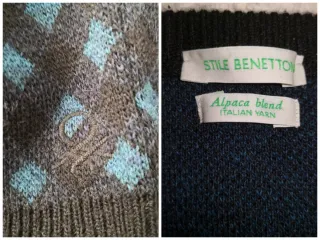 STILE BENETTON
Alpaca blend
ITALIAN YARN